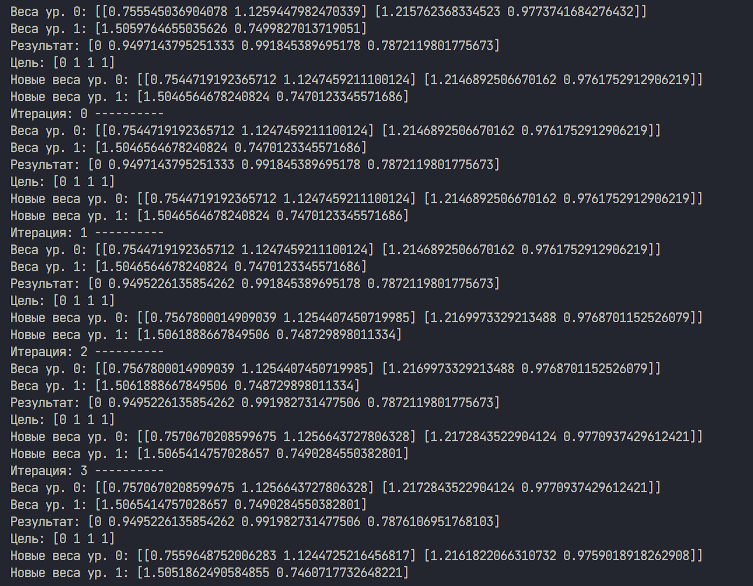 Веса ур. 0: [[0.755545036904078 1.1259447982470339] [1.215762368334523 0.9773741684276432]]
Веса ур. 1: [1.5059764655035626 0.7499827013719051]
Результат: [0 0.9497143795251333 0.991845389695178 0.7872119801775673]
Цель: [0 1 1 1]
Новые веса ур. 0: [[0.7544719192365712 1.1247459211100124] [1.2146892506670162 0.9761752912906219]]
Новые веса ур. 1: [1.5046564678240824 0.7470123345571686]
Итерация: 0 ----------
Веса ур. 0: [[0.7544719192365712 1.1247459211100124] [1.2146892506670162 0.9761752912906219]]
Веса ур. 1: [1.5046564678240824 0.7470123345571686]
Результат: [0 0.9497143795251333 0.991845389695178 0.7872119801775673]
Цель: [0 1 1 1]
Новые веса ур. 0: [[0.7544719192365712 1.1247459211100124] [1.2146892506670162 0.9761752912906219]]
Новые веса ур. 1: [1.5046564678240824 0.7470123345571686]
Итерация: 1 ----------
Веса ур. 0: [[0.7544719192365712 1.1247459211100124] [1.2146892506670162 0.9761752912906219]]
Веса ур. 1: [1.5046564678240824 0.7470123345571686]
Результат: [0 0.9495226135854262 0.991845389695178 0.7872119801775673]
Цель: [0 1 1 1]
Новые веса ур. 0: [[0.7567800014909039 1.1254407450719985] [1.2169973329213488 0.9768701152526079]]
Новые веса ур. 1: [1.5061888667849506 0.748729898011334]
Итерация: 2 ----------
Веса ур. 0: [[0.7567800014909039 1.1254407450719985] [1.2169973329213488 0.9768701152526079]]
Веса ур. 1: [1.5061888667849506 0.748729898011334]
Результат: [0 0.9495226135854262 0.991982731477506 0.7872119801775673]
Цель: [0 1 1 1]
Новые веса ур. 0: [[0.7570670208599675 1.1256643727806328] [1.2172843522904124 0.9770937429612421]]
Новые веса ур. 1: [1.5065414757028657 0.7490284550382801]
Итерация: 3 ----------
Веса ур. 0: [[0.7570670208599675 1.1256643727806328] [1.2172843522904124 0.9770937429612421]]
Веса ур. 1: [1.5065414757028657 0.7490284550382801]
Результат: [0 0.9495226135854262 0.991982731477506 0.7876106951768103]
Цель: [0 1 1 1]
Новые веса ур. 0: [[0.7559648752006283 1.1244725216456817] [1.2161822066310732 0.9759018918262908]]
Новые веса ур. 1: [1.5051862490584855 0.7460717732648221]